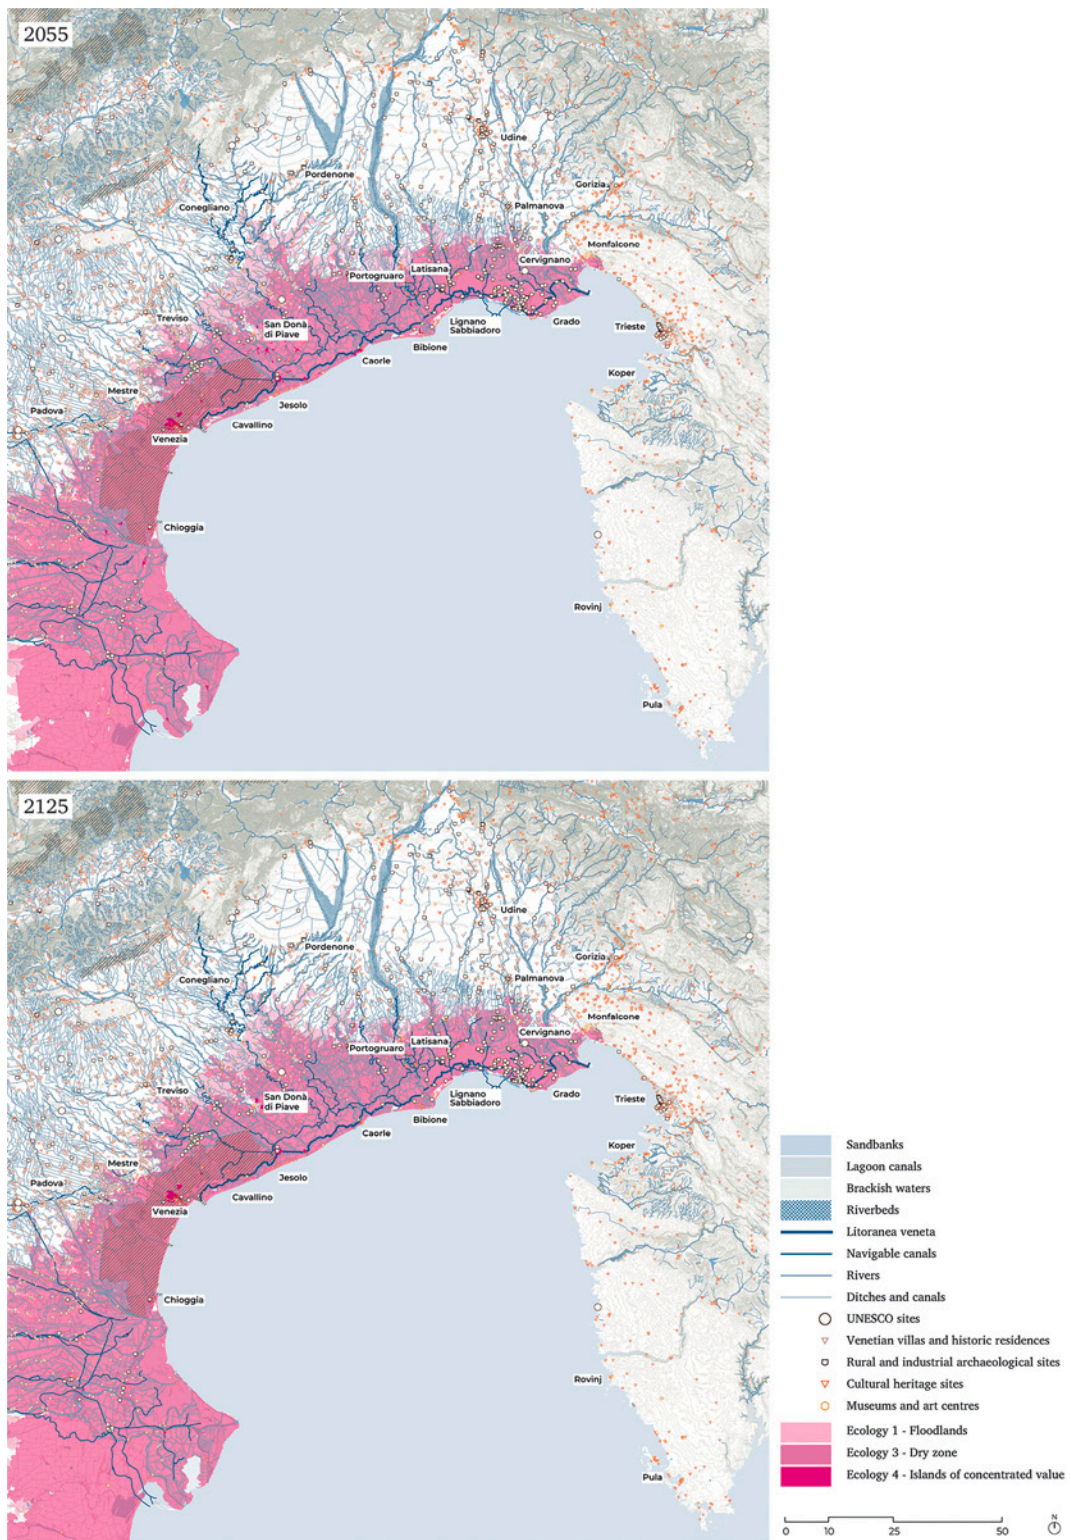 2055
Udine
Pordenone
Gorizia
Conegliano
Palmanova
Monfalcone
Cervignano
Latisana
Portogruaro
Treviso
San Donà
di Piave
Lignano
Sabbiadoro
Grado
Trieste
Bibione
Caorle
Koper
Mestre
Jesolo
Padova
Cavallino
Venezia
Chioggia
Rovinj
Pula
2125
Udine
Pordenone
Gorizia
Conegliano
Palmanova
Monfalcone
Cervignano
Latisana
Portogruaro
Treviso
San Donà
di Piave
Lignano
Sabbiadoro
Grado
Trieste
Bibione
Caorle
Koper
Mestre
Jesolo
Padova
Cavallino
Venezia
Chioggia
Rovinj
Pula
Sandbanks
Lagoon canals
Brackish waters
Riverbeds
Litoranea veneta
Navigable canals
Rivers
Ditches and canals
UNESCO sites
Venetian villas and historic residences
Rural and industrial archaeological sites
Cultural heritage sites
Museums and art centres
Ecology 1 - Floodlands
Ecology 3 - Dry zone
Ecology 4 - Islands of concentrated value
0 10 25 50
N